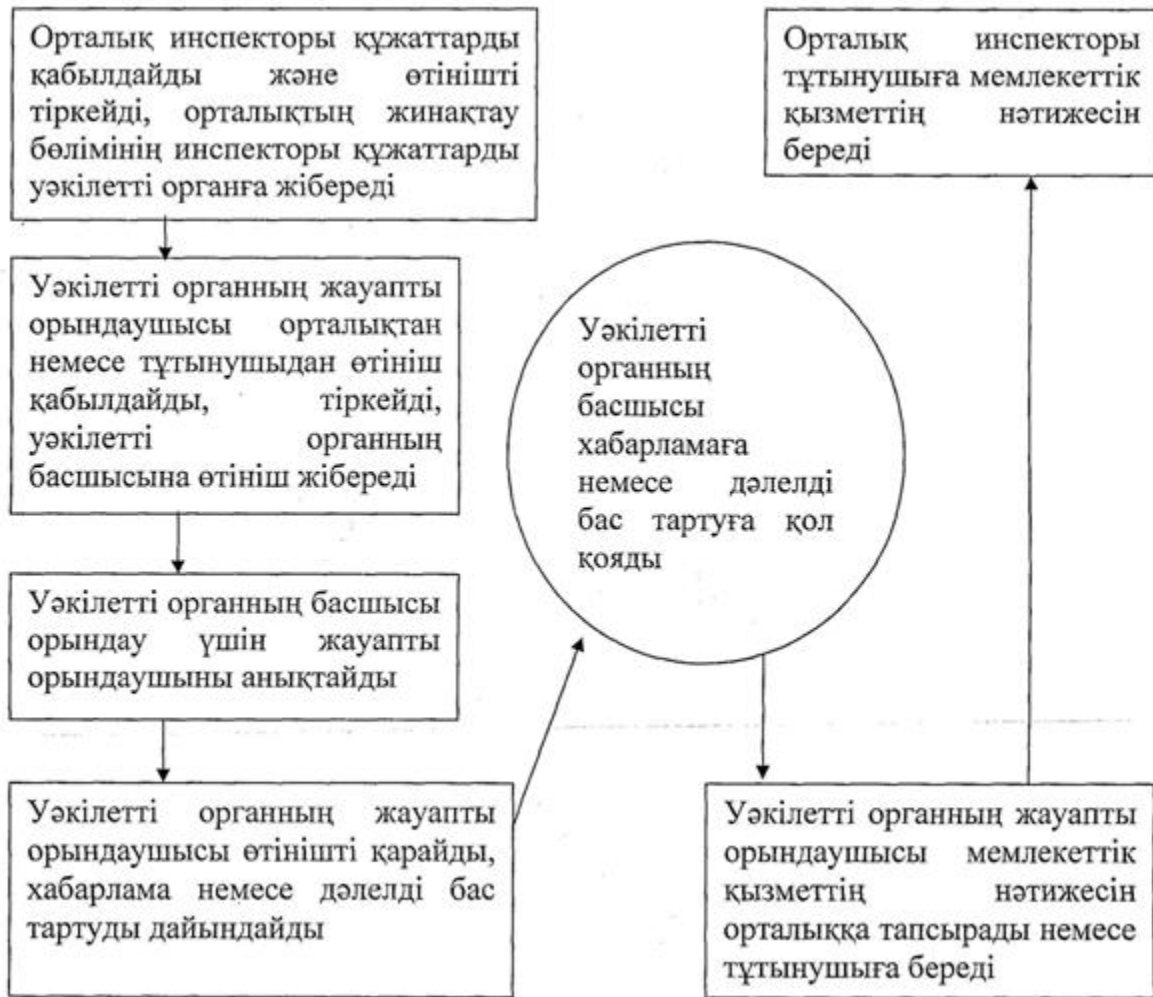 Орталық инспекторы құжаттарды
қабылдайды және өтінішті
тіркейді, орталықтың жинақтау
бөлімінің инспекторы құжаттарды
уәкілетті органға жібереді
Уәкілетті органның жауапты
орындаушысы орталықтан
немесе тұтынушыдан өтініш
қабылдайды, тіркейді,
уәкілетті органның
басшысына өтініш жібереді
Уәкілетті органның басшысы
орындау үшін жауапты
орындаушыны анықтайды
Уәкілетті органның жауапты
орындаушысы өтінішті қарайды,
хабарлама немесе дәлелді бас
тартуды дайындайды
Уәкілетті
органның
басшысы
хабарламаға
немесе дәлелді
бас тартуға қол
қояды
Уәкілетті органның жауапты
орындаушысы мемлекеттік
қызметтің нәтижесін
орталыққа тапсырады немесе
тұтынушыға береді
Орталық инспекторы
тұтынушыға мемлекеттік
қызметтің нәтижесін
береді